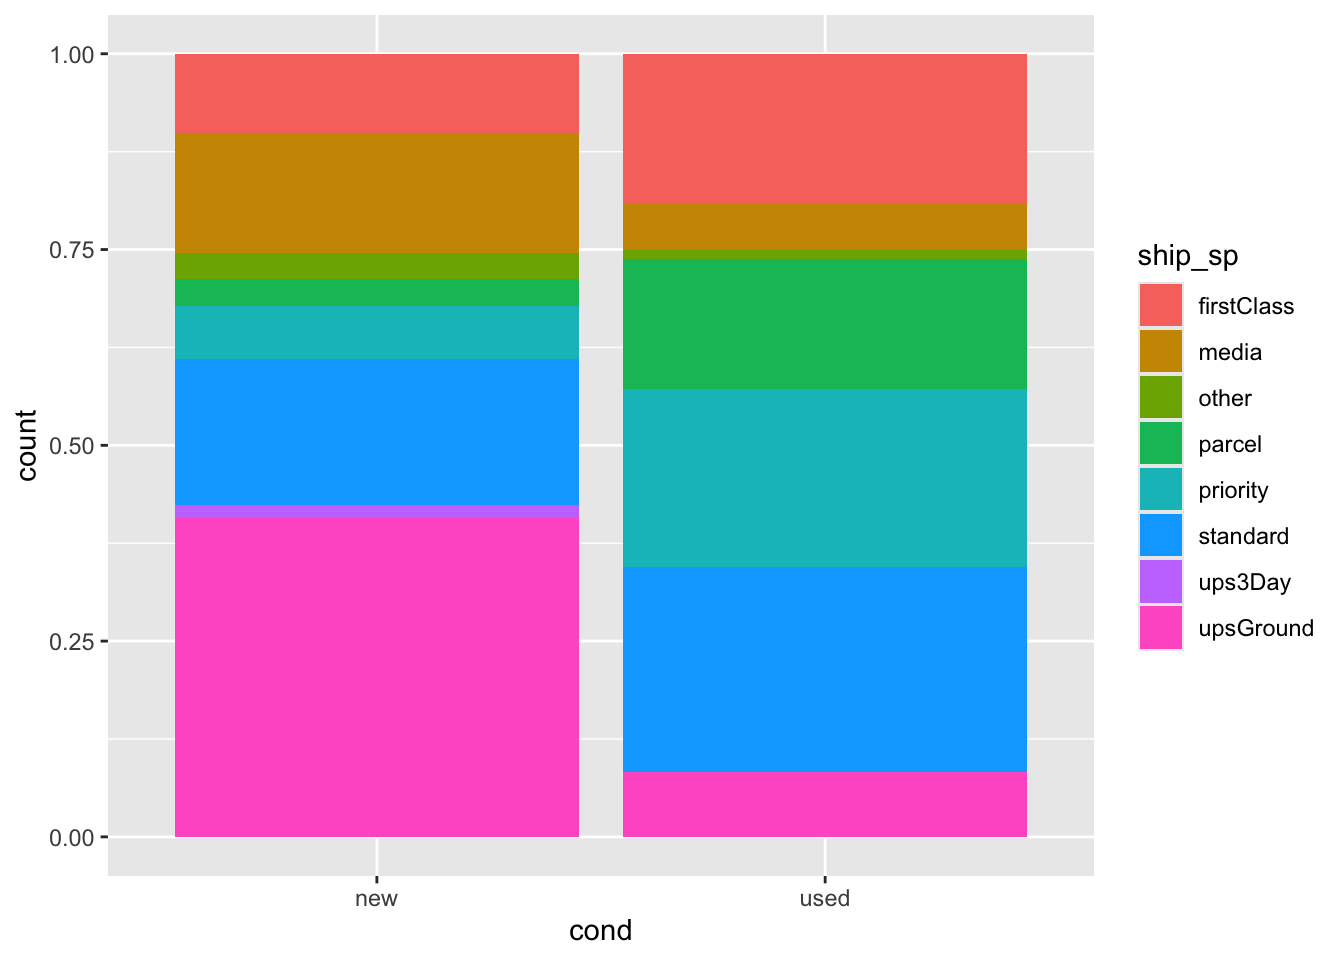 1.00
0.75
0.50
0.25
0.00
count
new
used
cond
ship_sp
firstClass
media
other
parcel
priority
standard
ups3Day
upsGround